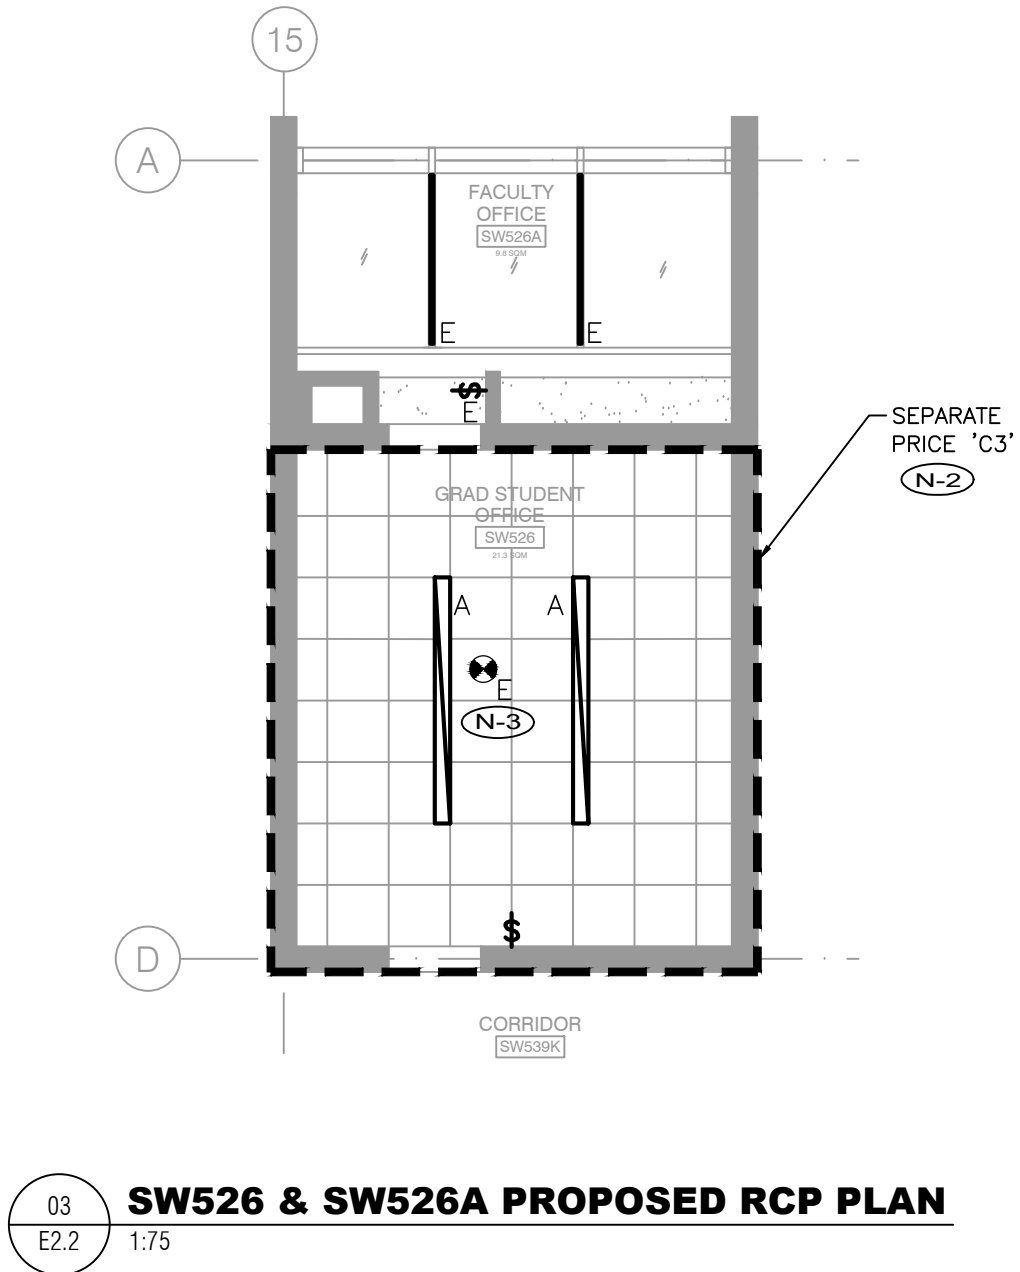 15
A
FACULTY
OFFICE
SW526A
9.8 SQM
E
E
$
E
SEPARATE
PRICE 'C3'
N-2
GRAD STUDENT
OFFICE
SW526
21.3 SQM
A
A
E
N-3
$
D
CORRIDOR
SW539K
03
E2.2
SW526 & SW526A PROPOSED RCP PLAN
1:75